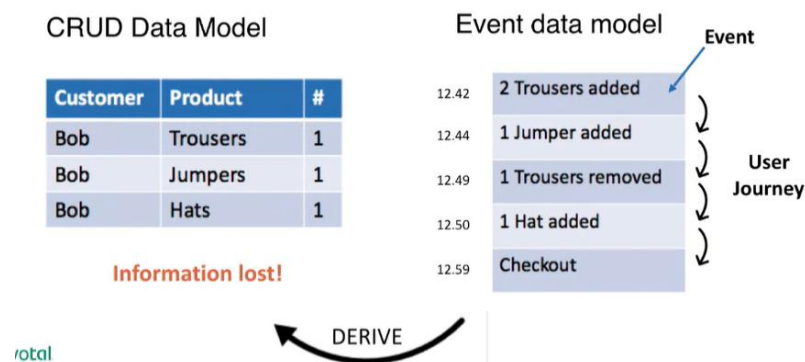 CRUD Data Model
Customer Product #
Bob Trousers 1
Bob Jumpers 1
Bob Hats 1
Information lost!
Event data model
Event
12.42 2 Trousers added
12.44 1 Jumper added
12.49 1 Trousers removed
12.50 1 Hat added
12.59 Checkout
User
Journey
DERIVE
votal